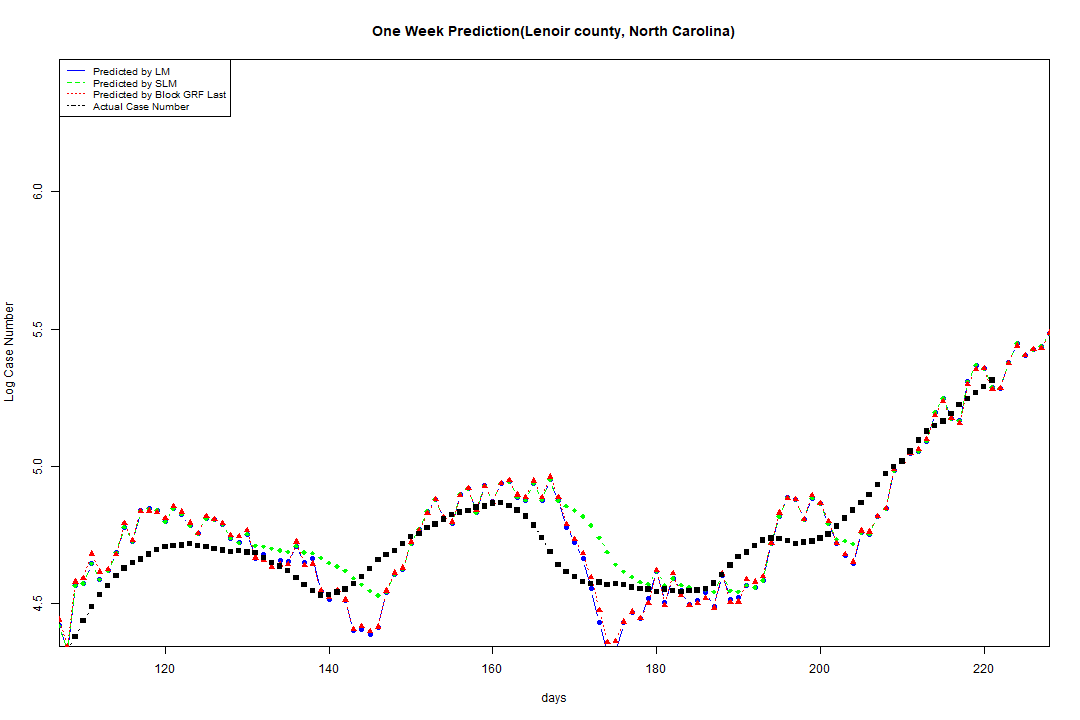 One Week Prediction(Lenoir county, North Carolina)
Predicted by LM
Predicted by SLM
Predicted by Block GRF Last
Actual Case Number
Log Case Number
6.0
5.5
5.0
4.5
120 140 160 180 200 220
days